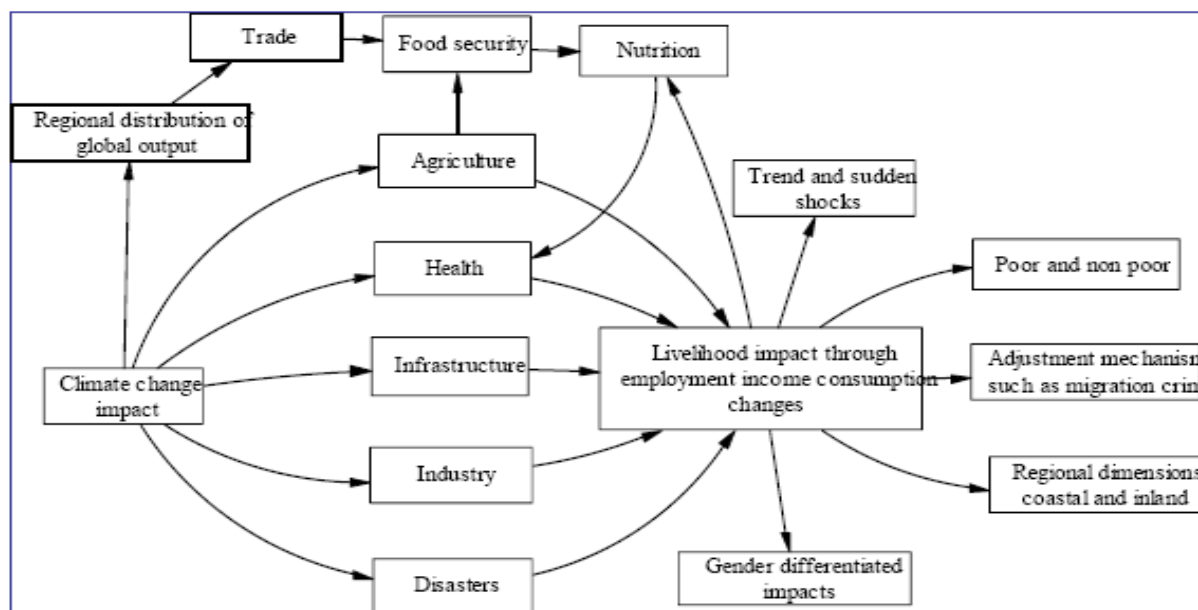 Trade
Food security
Nutrition
Regional distribution of
global output
Agriculture
Trend and sudden
shocks
Health
Poor and non poor
Infrastructure
Livelihood impact through
employment income consumption
changes
Adjustment mechanism
such as migration crim
Climate change
impact
Industry
Regional dimensions
coastal and inland
Disasters
Gender differentiated
impacts